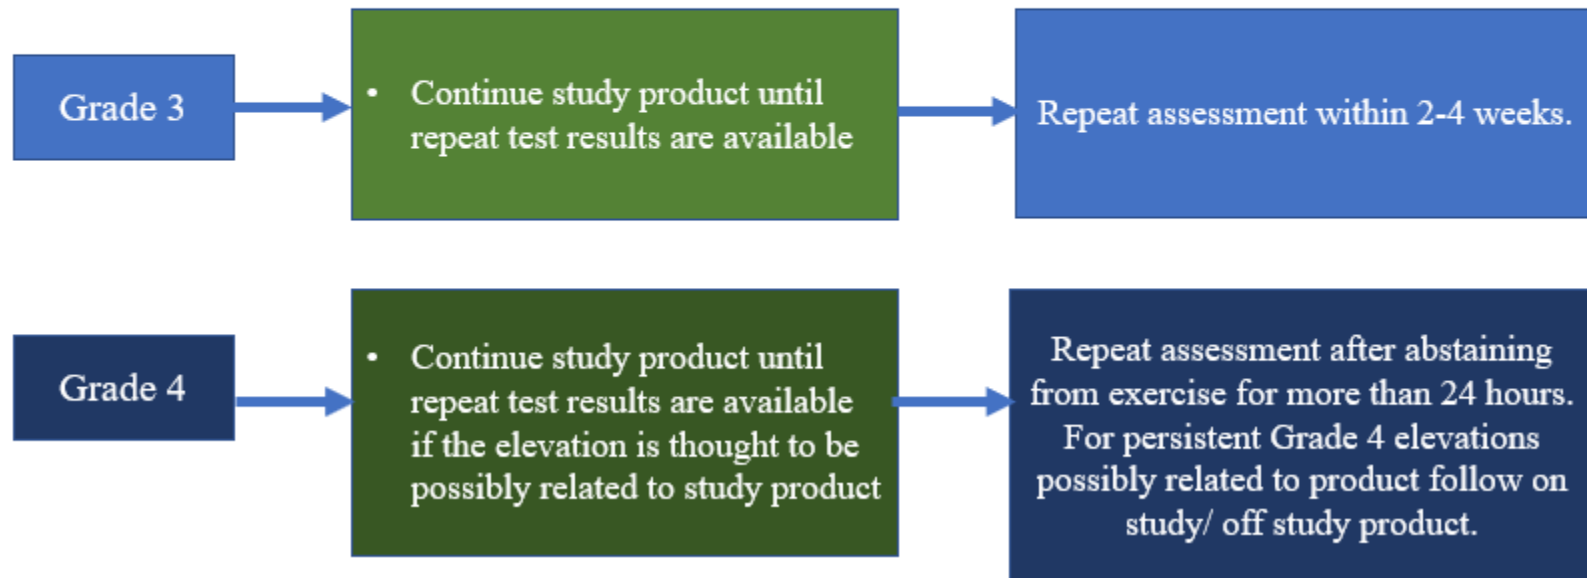 Grade 3
• Continue study product until
repeat test results are available
Repeat assessment within 2-4 weeks.
Grade 4
• Continue study product until
repeat test results are available
if the elevation is thought to be
possibly related to study product
Repeat assessment after abstaining
from exercise for more than 24 hours.
For persistent Grade 4 elevations
possibly related to product follow on
study/ off study product.